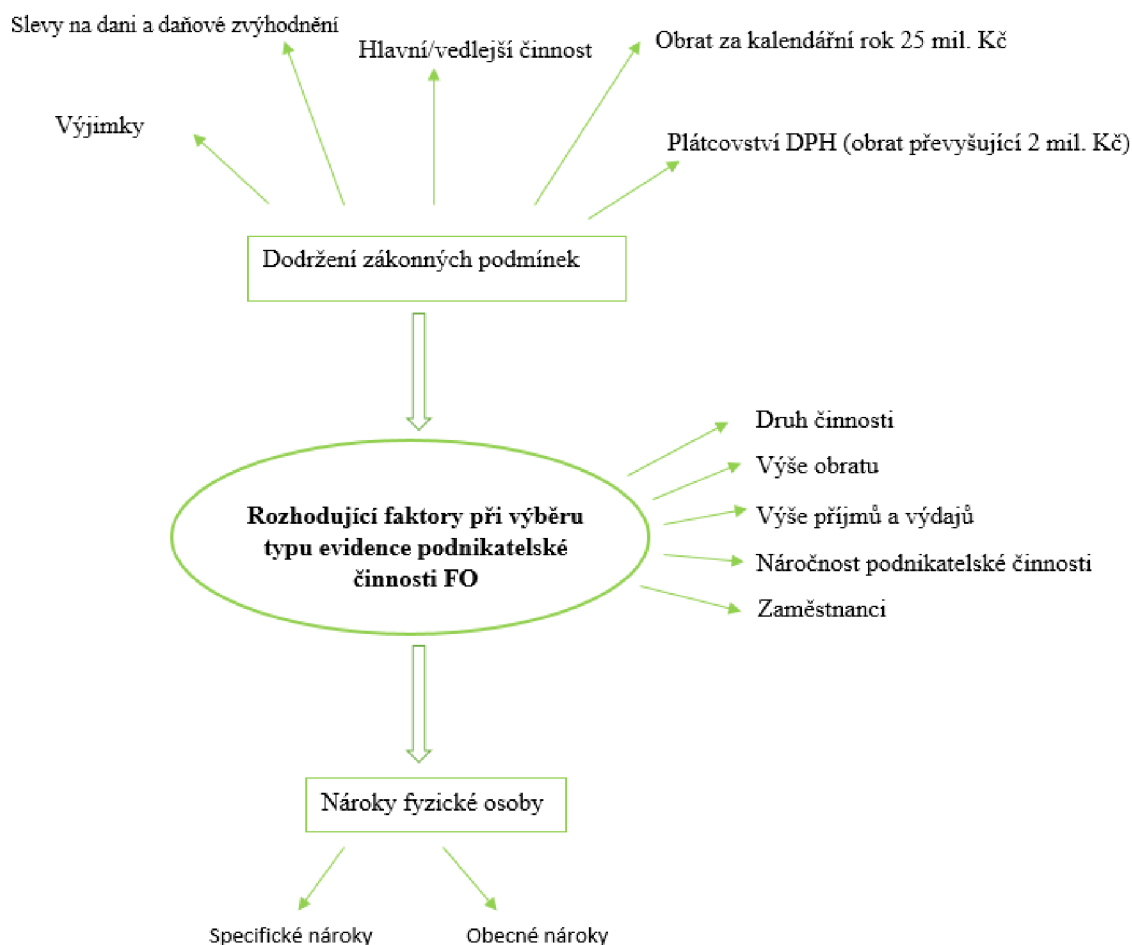 Slevy na dani a daňové zvýhodnění
Hlavní/vedlejší činnost
Obrat za kalendářní rok 25 mil. Kč
Výjimky
Plátcovství DPH (obrat převyšující 2 mil. Kč)
Dodržení zákonných podmínek
Druh činnosti
Výše obratu
Rozhodující faktory při výběru
typu evidence podnikatelské
činnosti FO
Výše příjmů a výdajů
Náročnost podnikatelské činnosti
Zaměstnanci
Nároky fyzické osoby
Specifické nároky
Obecné nároky